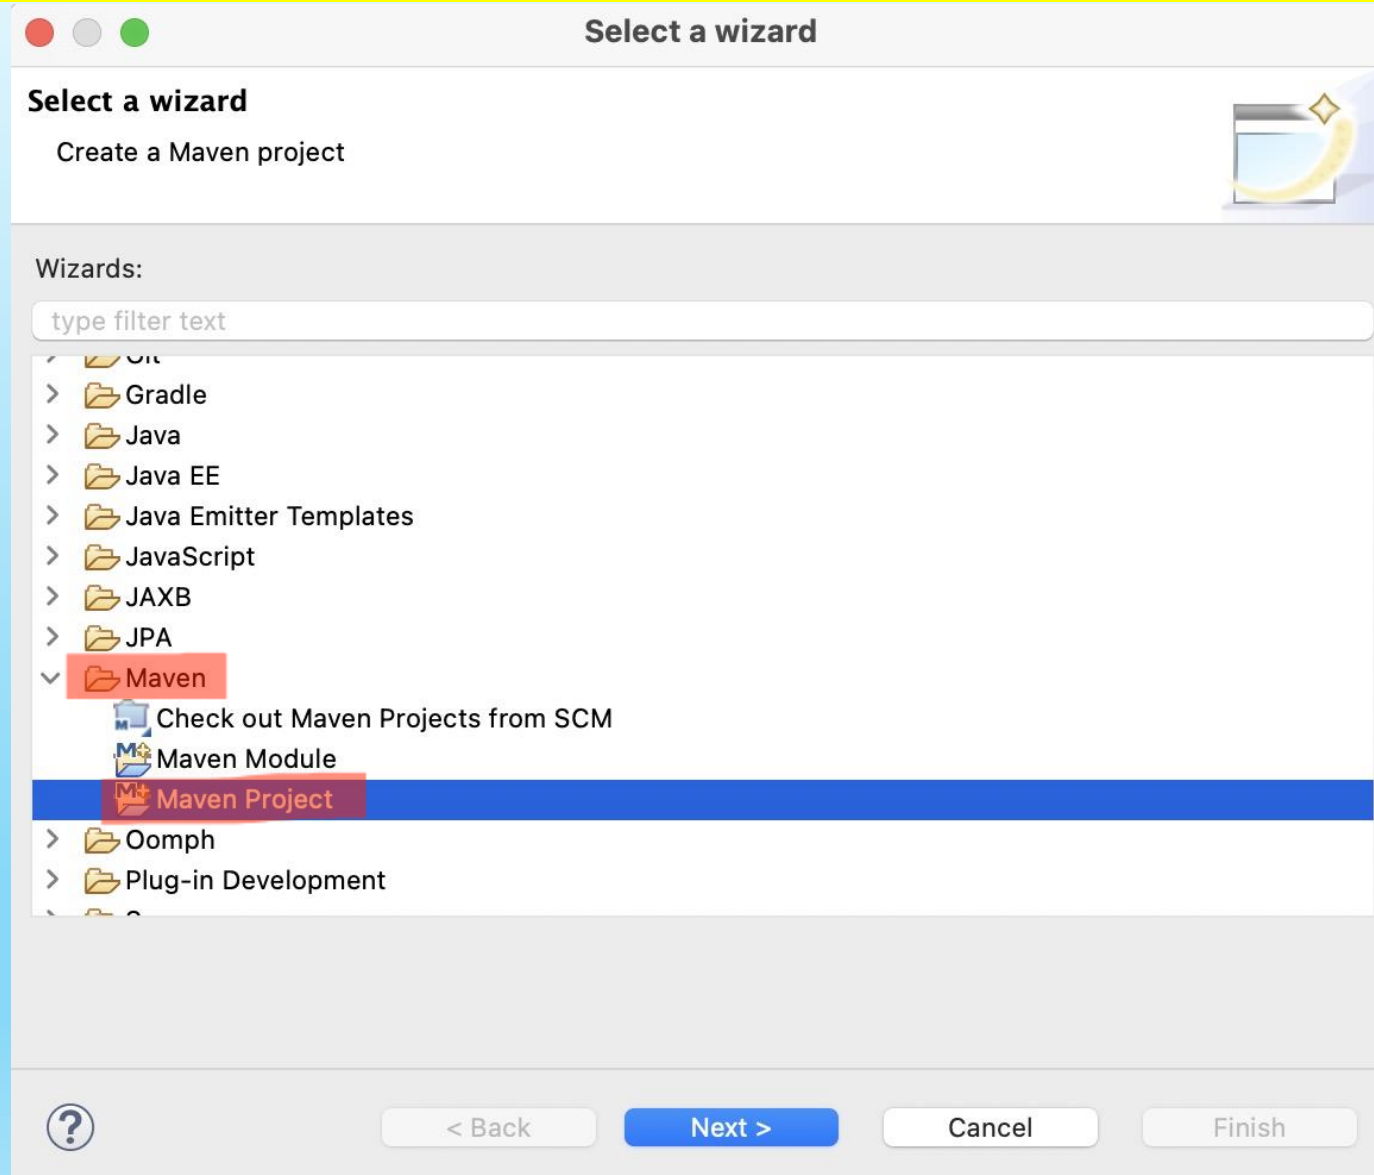 Select a wizard
Select a wizard
Create a Maven project
Wizards:
type filter text
Git
Gradle
Java
Java EE
Java Emitter Templates
JavaScript
JAXB
JPA
Maven
Check out Maven Projects from SCM
Maven Module
Maven Project
Oomph
Plug-in Development
? < Back Next > Cancel Finish